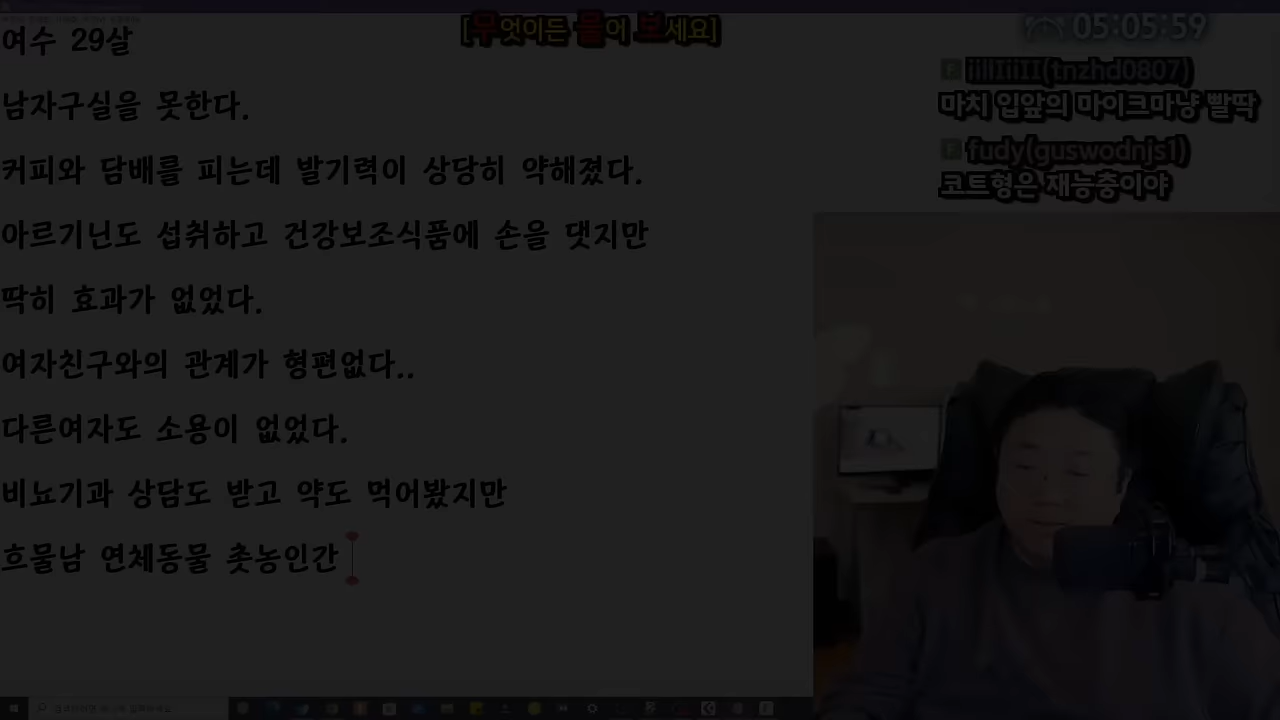 여수 29살
[무엇이든 물어 보세요]
05:05:59
남자구실을 못한다.
커피와 담배를 피는데 발기력이 상당히 약해졌다.
아르기닌도 섭취하고 건강보조식품에 손을 댓지만
딱히 효과가 없었다.
여자친구와의 관계가 형편없다..
다른여자도 소용이 없었다.
비뇨기과 상담도 받고 약도 먹어봤지만
흐물남 연체동물 촛농인간
iillIiiII(tnzhd0807)
마치 입앞의 마이크마냥 빨딱
fudy(guswodnjs1)
코트형은 재능충이야